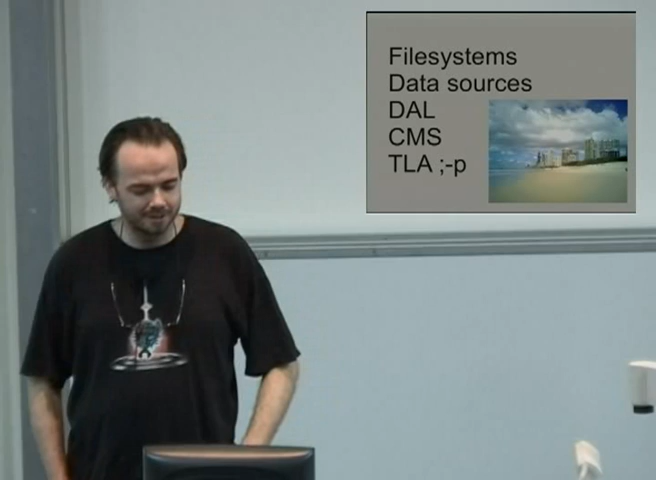 Filesystems
Data sources
DAL
CMS
TLA ;-p